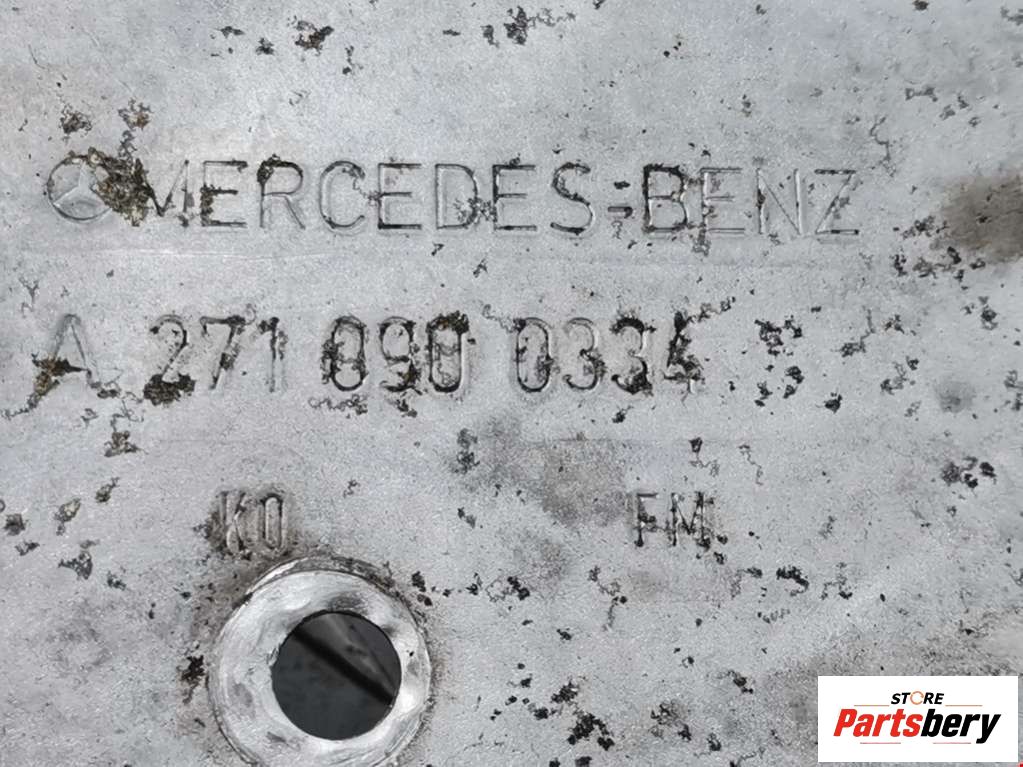 MERCEDES-BENZ
A 271 090 0334
KO
FM
STORE
Partsbery